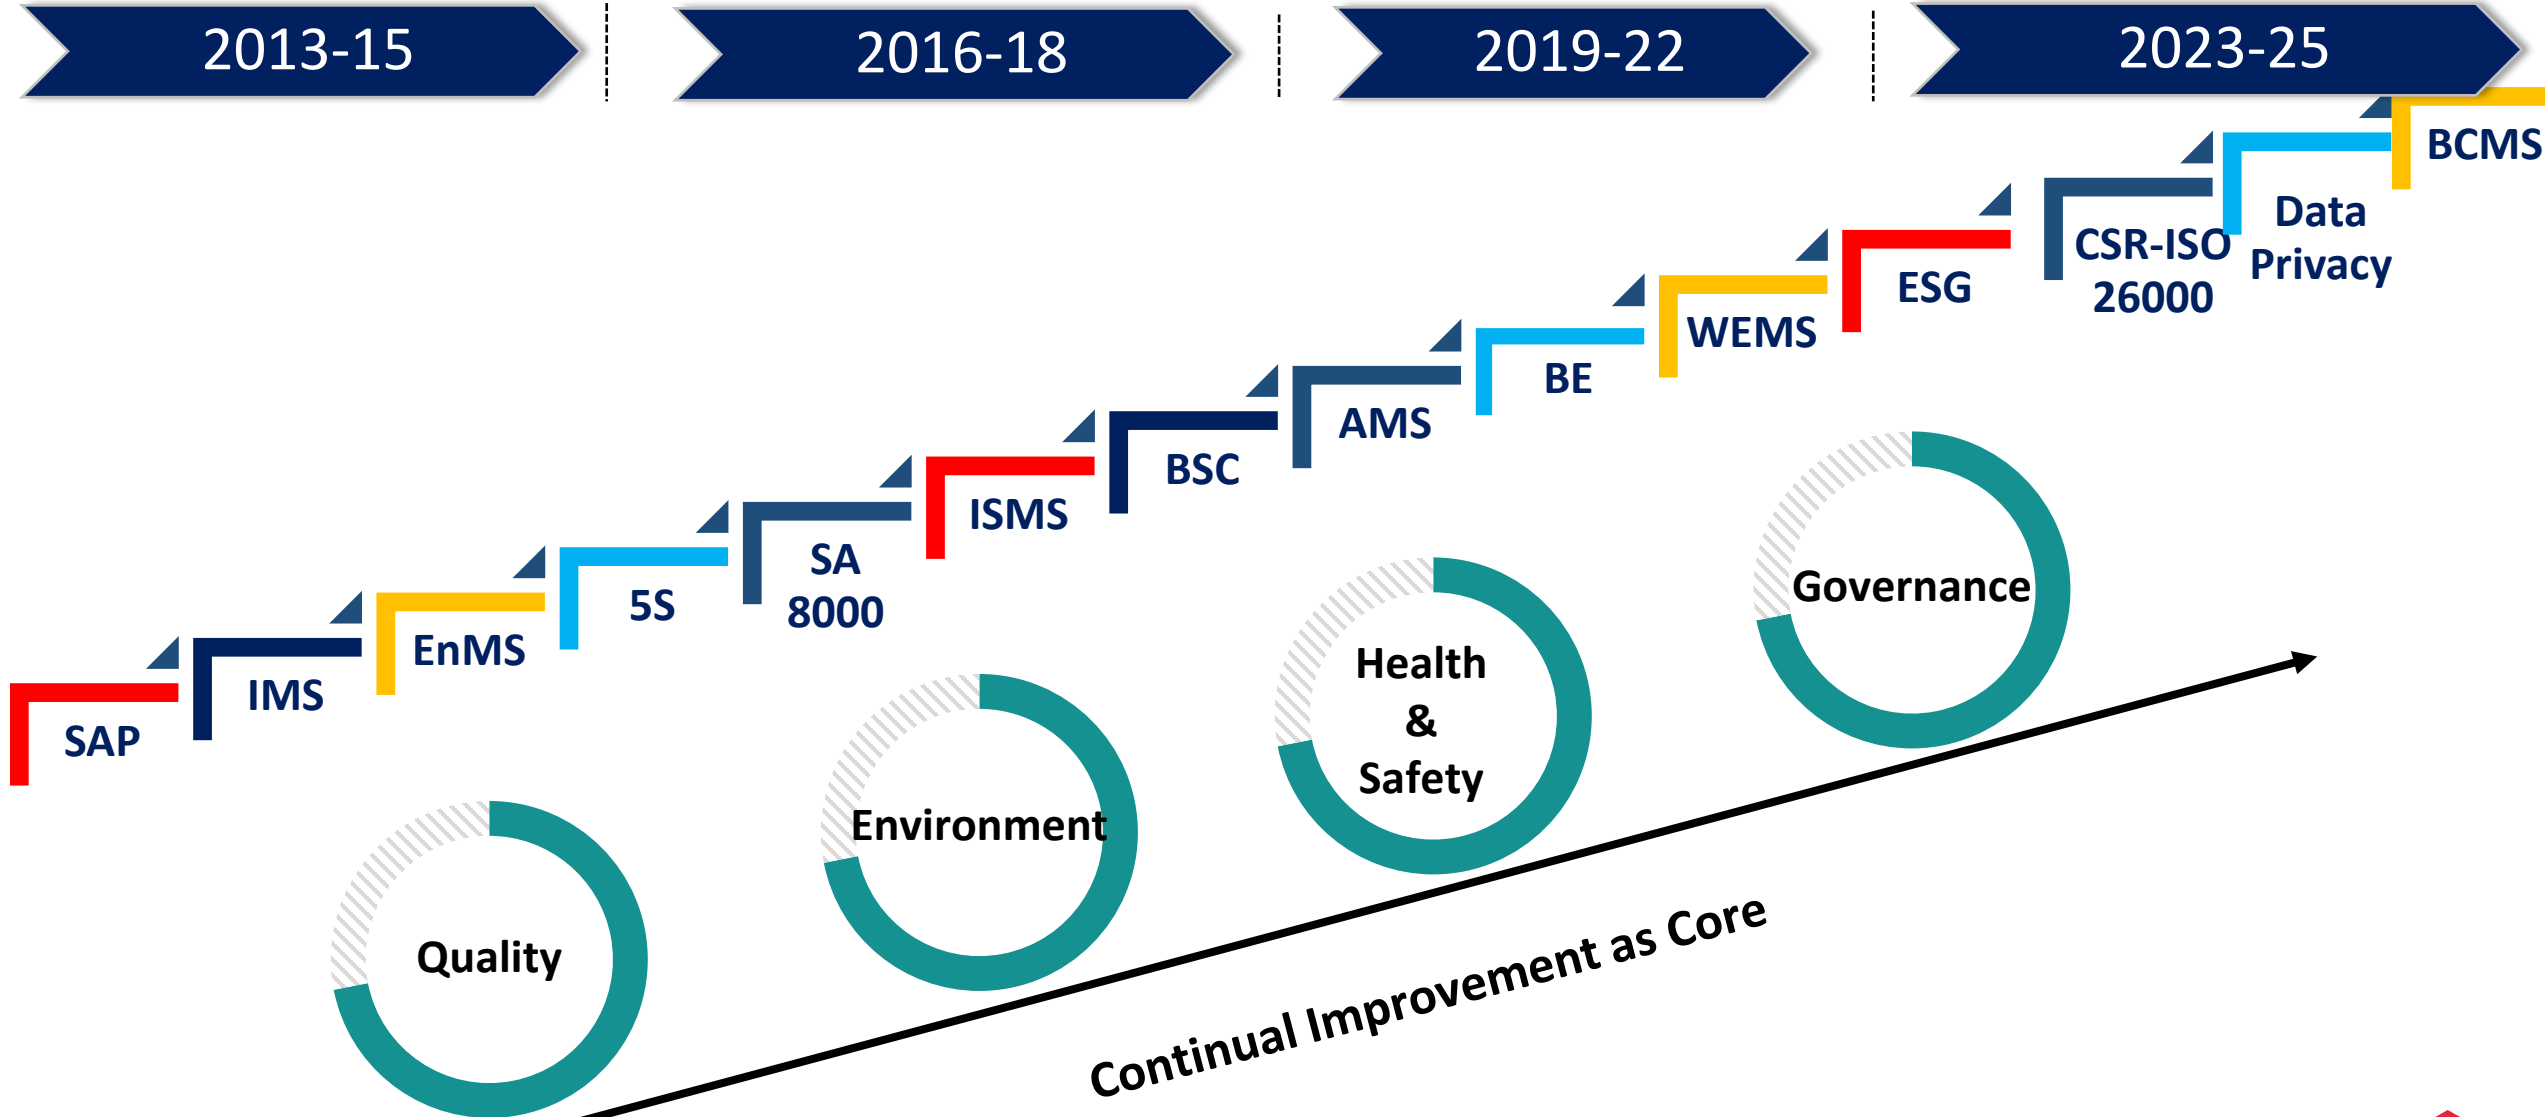 2013-15
2016-18
2019-22
2023-25
SAP
IMS
EnMS
5S
SA
8000
ISMS
BSC
AMS
BE
WEMS
ESG
CSR-ISO
26000
Data
Privacy
BCMS
Quality
Environment
Health
&
Safety
Governance
Continual Improvement as Core